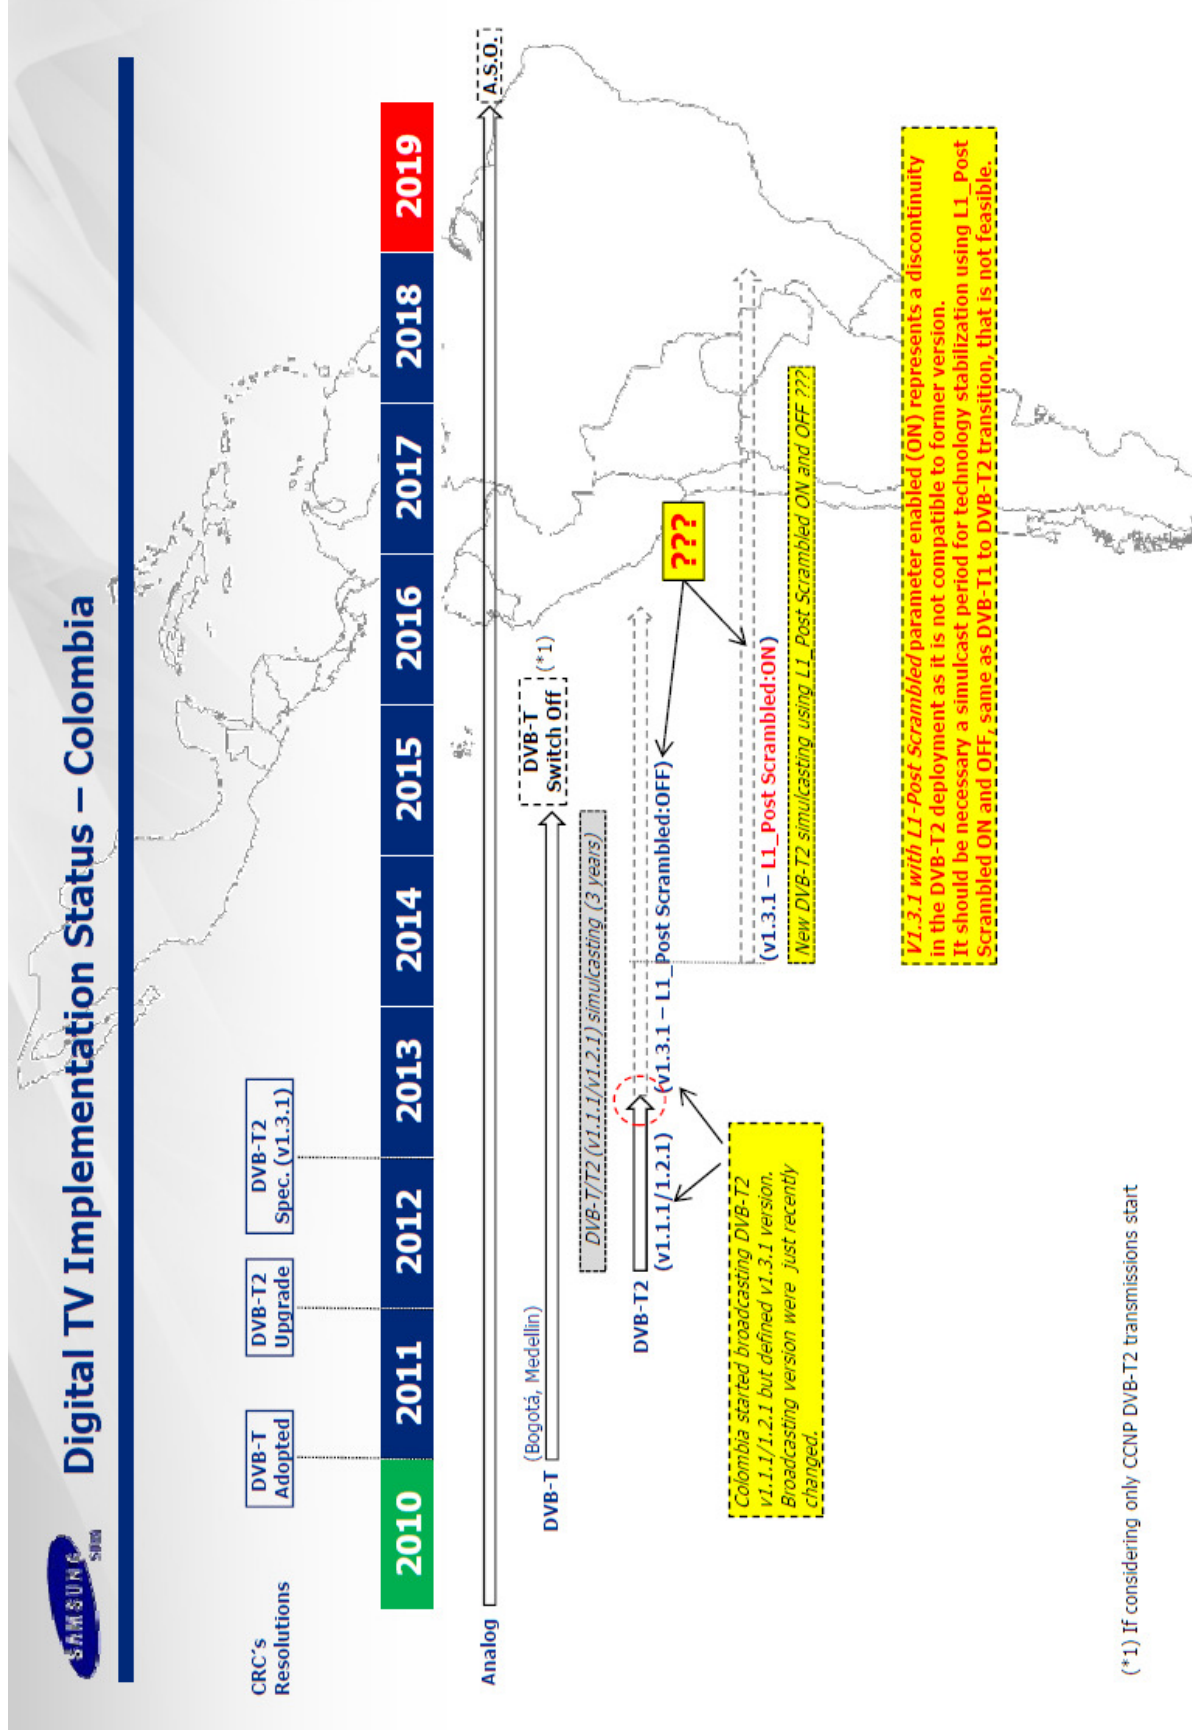 SAMSUNG
Digital TV Implementation Status – Colombia
CRC's
Resolutions
DVB-T
Adopted
DVB-T2
Upgrade
DVB-T2
Spec. (v1.3.1)
2010
2011
2012
2013
2014
2015
2016
2017
2018
2019
Analog
A.S.O.
DVB-T
(Bogotá, Medellin)
DVB-T
Switch Off
(*1)
DVB-T/T2 (v1.1.1/v1.2.1) simulcasting (3 years)
DVB-T2
(v1.1.1/1.2.1)
(v1.3.1 – L1_Post Scrambled:OFF)
???
Colombia started broadcasting DVB-T2
v1.1.1/1.2.1 but defined v1.3.1 version.
Broadcasting version were just recently
changed.
(v1.3.1 – L1_Post Scrambled:ON)
New DVB-T2 simulcasting using L1_Post Scrambled ON and OFF ???
V1.3.1 with L1-Post Scrambled parameter enabled (ON) represents a discontinuity
in the DVB-T2 deployment as it is not compatible to former version.
It should be necessary a simulcast period for technology stabilization using L1_Post
Scrambled ON and OFF, same as DVB-T1 to DVB-T2 transition, that is not feasible.
(*1) If considering only CCNP DVB-T2 transmissions start